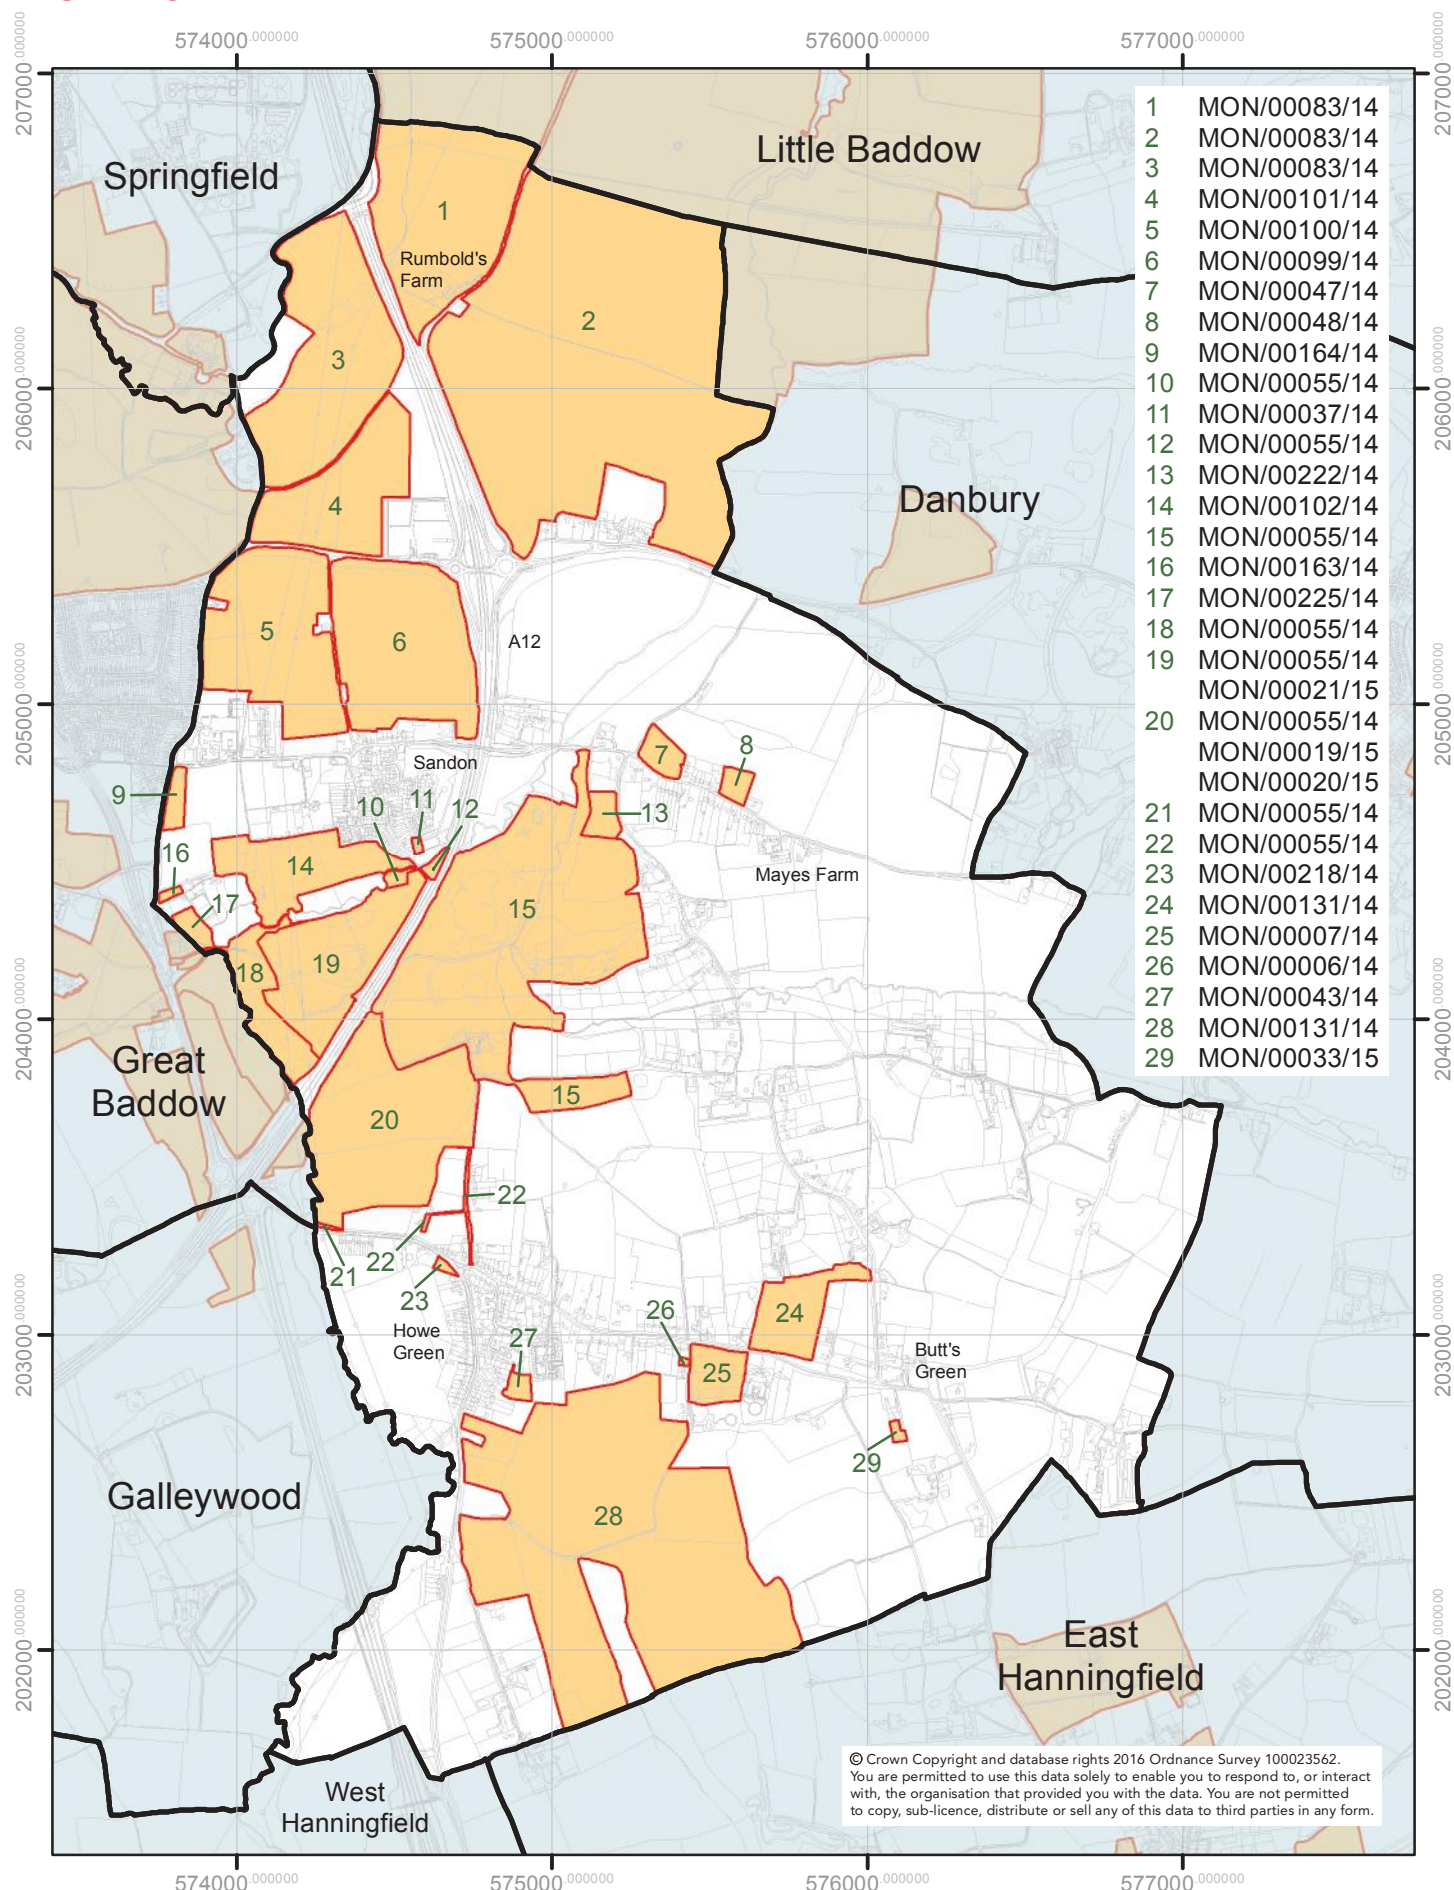 574000.000000 575000.000000 576000.000000 577000.000000
207000.000000
207000.000000
206000.000000
206000.000000
205000.000000
205000.000000
204000.000000
204000.000000
203000.000000
203000.000000
202000.000000
202000.000000
1 MON/00083/14
2 MON/00083/14
3 MON/00083/14
4 MON/00101/14
5 MON/00100/14
6 MON/00099/14
7 MON/00047/14
8 MON/00048/14
9 MON/00164/14
10 MON/00055/14
11 MON/00037/14
12 MON/00055/14
13 MON/00222/14
14 MON/00102/14
15 MON/00055/14
16 MON/00163/14
17 MON/00225/14
18 MON/00055/14
19 MON/00055/14
MON/00021/15
20 MON/00055/14
MON/00019/15
MON/00020/15
21 MON/00055/14
22 MON/00055/14
23 MON/00218/14
24 MON/00131/14
25 MON/00007/14
26 MON/00006/14
27 MON/00043/14
28 MON/00131/14
29 MON/00033/15
Little Baddow
Springfield
1
Rumbold's
Farm
2
3
Danbury
4
5
6
A12
7
8
Sandon
9
10
11
12
13
16
14
Mayes Farm
17
15
18
19
Great
Baddow
15
20
22
22
21
23
26
24
Howe
Green
27
25
Butt's
Green
29
Galleywood
28
East
Hanningfield
West
Hanningfield
© Crown Copyright and database rights 2016 Ordnance Survey 100023562.
You are permitted to use this data solely to enable you to respond to, or interact
with, the organisation that provided you with the data. You are not permitted
to copy, sub-licence, distribute or sell any of this data to third parties in any form.
574000.000000 575000.000000 576000.000000 577000.000000